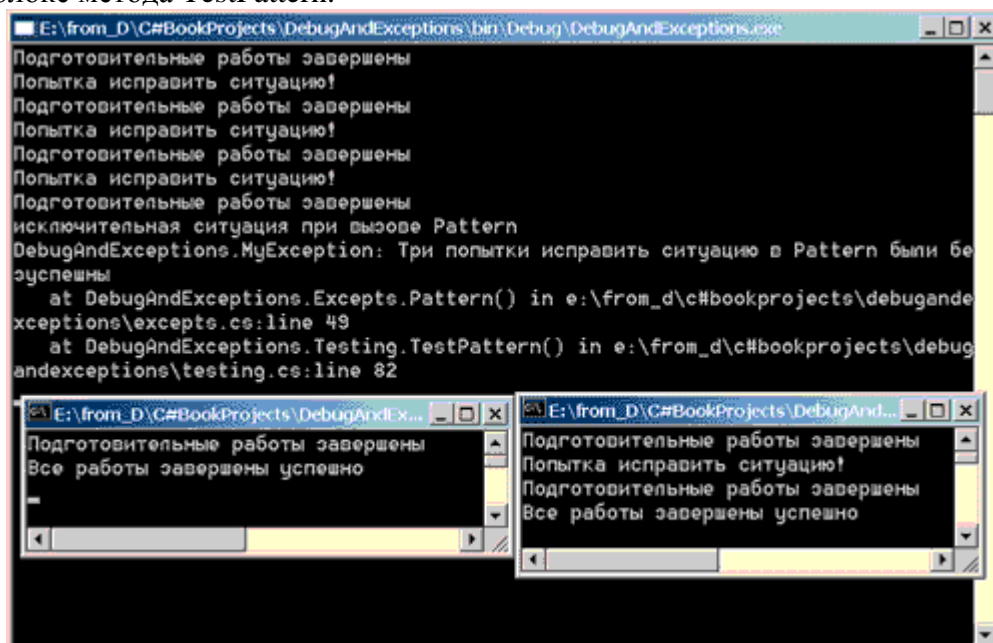 блоке метода TestPattern.
E:\from_D\C#BookProjects\DebugAndExceptions\bin\Debug\DebugAndExceptions.exe
Подготовительные работы завершены
Попытка исправить ситуацию!
Подготовительные работы завершены
Попытка исправить ситуацию!
Подготовительные работы завершены
Попытка исправить ситуацию!
Подготовительные работы завершены
исключительная ситуация при вызове Pattern
DebugAndExceptions.MyException: Три попытки исправить ситуацию в Pattern были бе
зуспешны
at DebugAndExceptions.Excepts.Pattern() in e:\from_d\c#bookprojects\debugande
xceptions\excepts.cs:line 49
at DebugAndExceptions.Testing.TestPattern() in e:\from_d\c#bookprojects\debug
andexceptions\testing.cs:line 82
E:\from_D\C#BookProjects\DebugAndEx...
Подготовительные работы завершены
Все работы завершены успешно
E:\from_D\C#BookProjects\DebugAnd...
Подготовительные работы завершены
Попытка исправить ситуацию!
Подготовительные работы завершены
Все работы завершены успешно